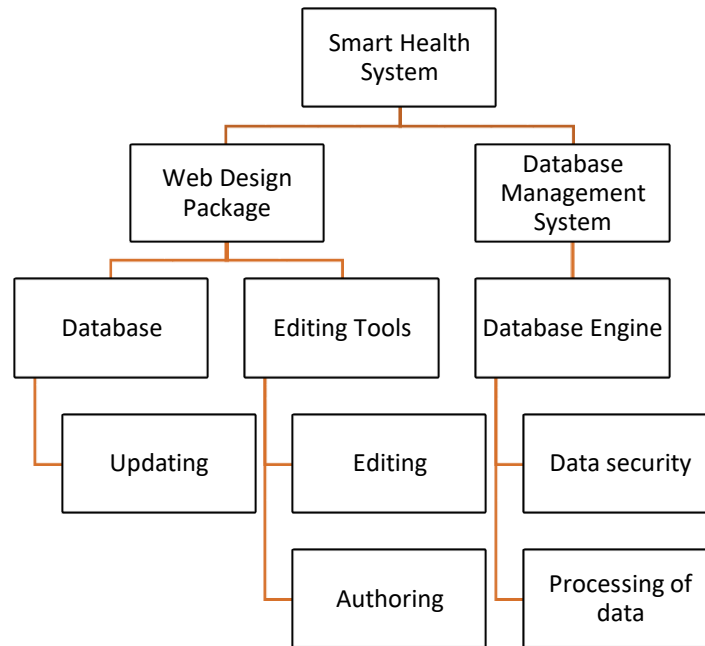 Smart Health
System
Web Design
Package
Database
Management
System
Database
Editing Tools
Database Engine
Updating
Editing
Data security
Authoring
Processing of
data